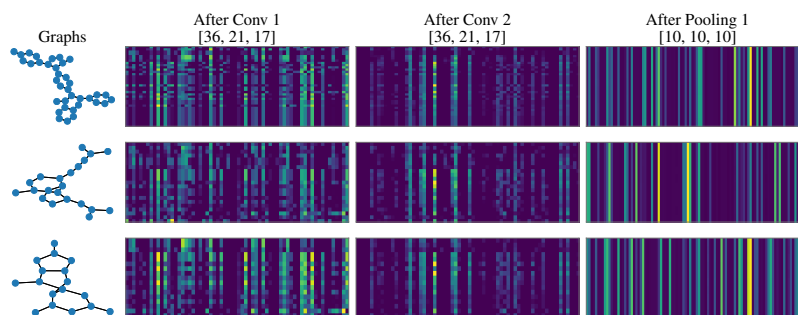 Graphs
After Conv 1
[36, 21, 17]
After Conv 2
[36, 21, 17]
After Pooling 1
[10, 10, 10]